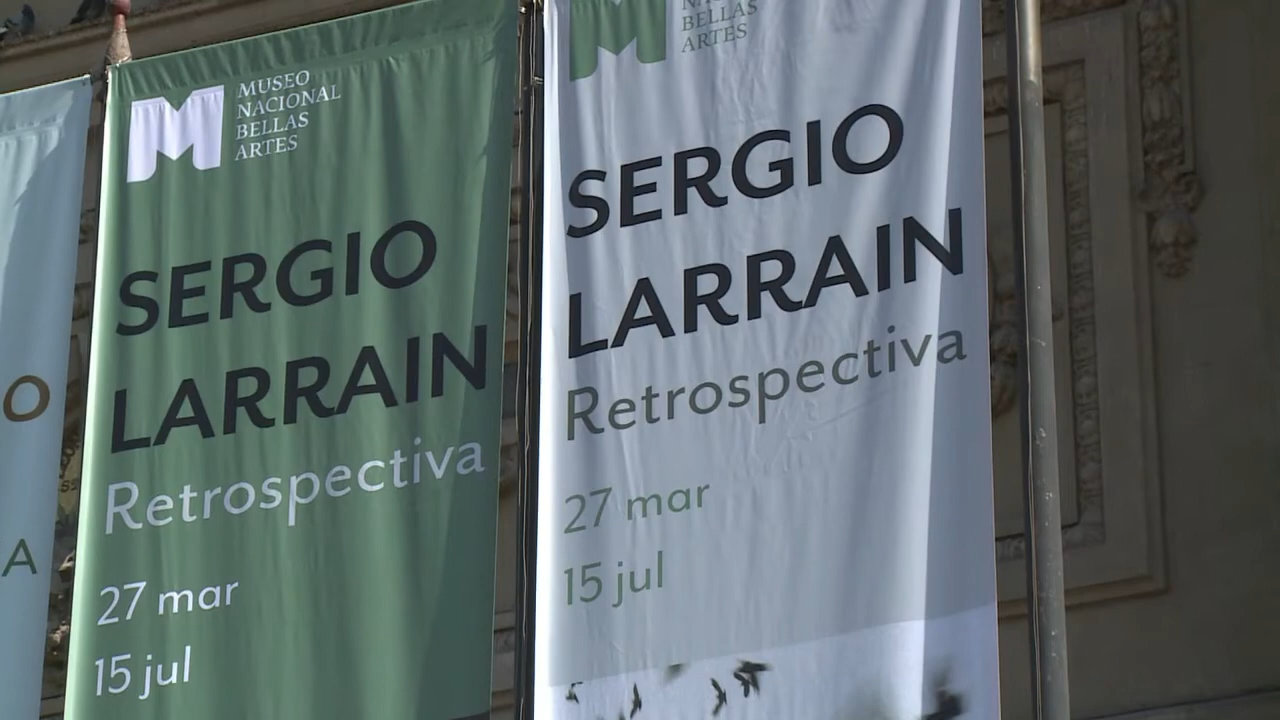 O
A
MUSEO
NACIONAL
BELLAS
ARTES
SERGIO
LARRAIN
Retrospectiva
27 mar
15 jul
BELLAS
ARTES
SERGIO
LARRAIN
Retrospectiva
27 mar
15 jul